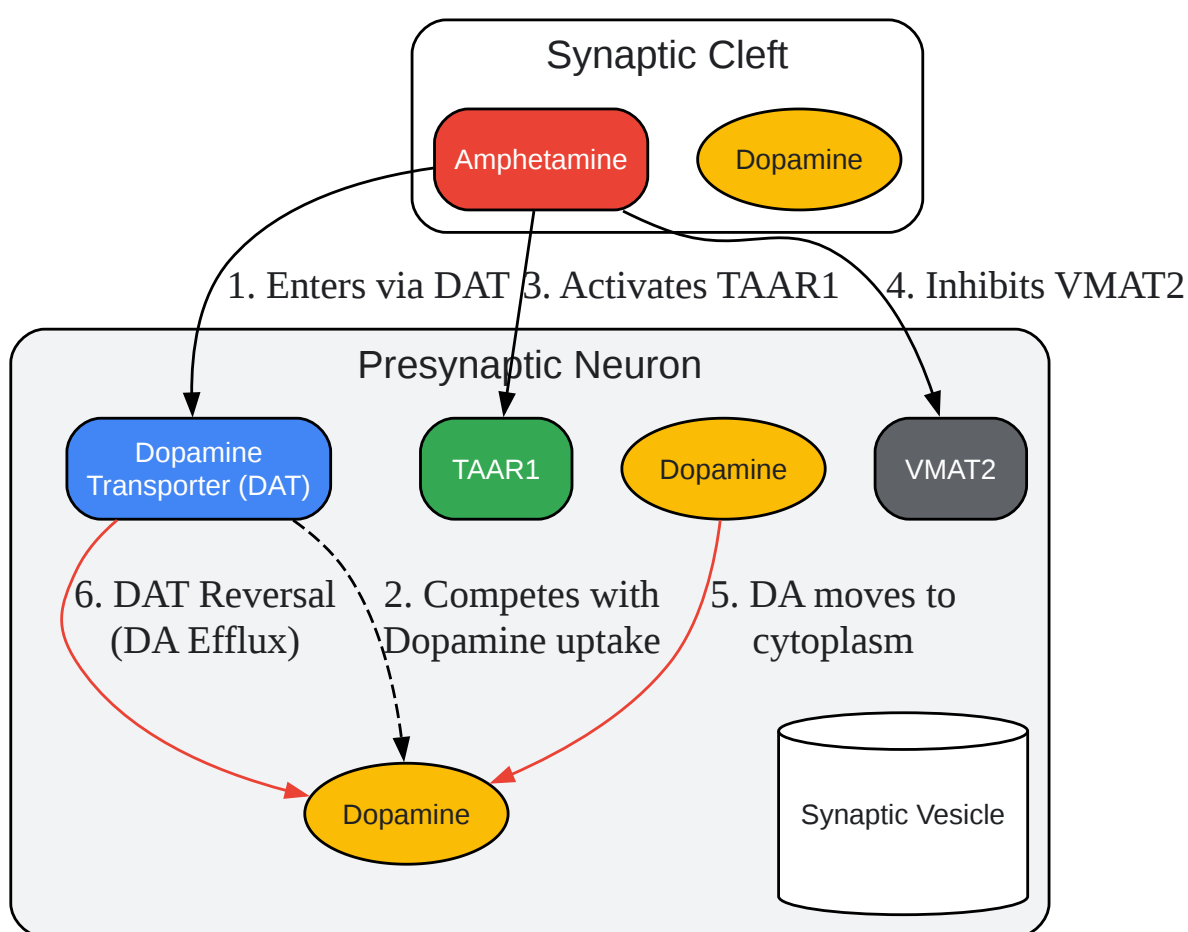 Synaptic Cleft
Amphetamine
Dopamine
1. Enters via DAT
3. Activates TAAR1
4. Inhibits VMAT2
Presynaptic Neuron
Dopamine
Transporter (DAT)
TAAR1
Dopamine
VMAT2
6. DAT Reversal
(DA Efflux)
2. Competes with
Dopamine uptake
5. DA moves to
cytoplasm
Dopamine
Synaptic Vesicle